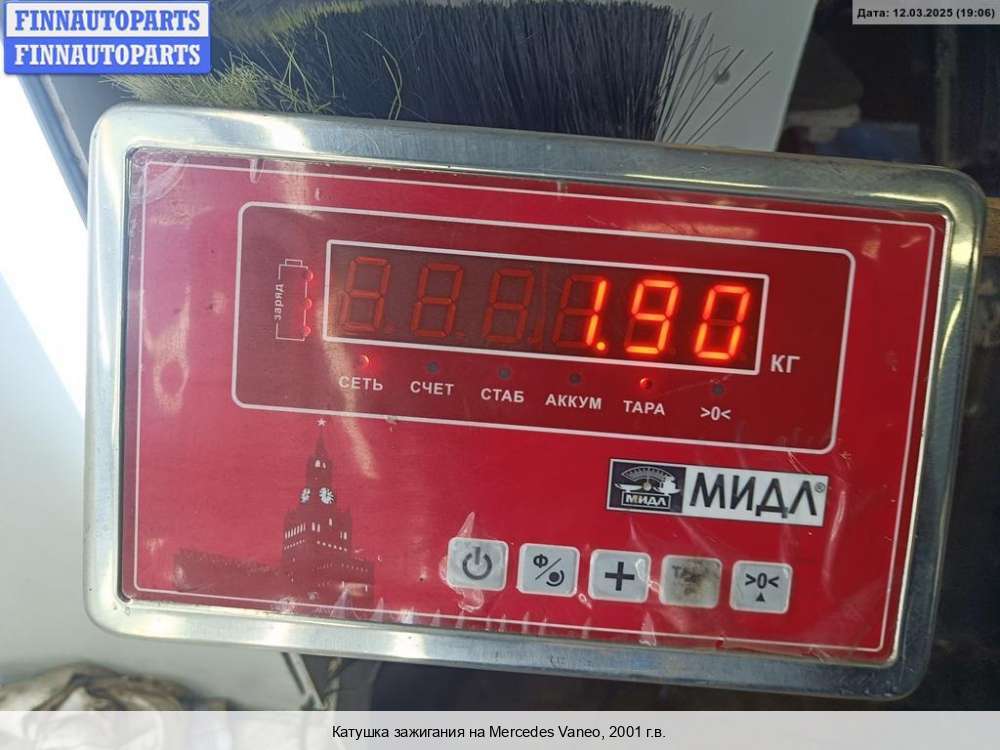 FINNAUTOPARTS
FINNAUTOPARTS
Дата: 12.03.2025 (19:06)
заряд
1.90
КГ
СЕТЬ СЧЕТ СТАБ АККУМ ТАРА >0<
МИДЛ МИДЛ®
Ф + >0<
Катушка зажигания на Mercedes Vaneo, 2001 г.в.